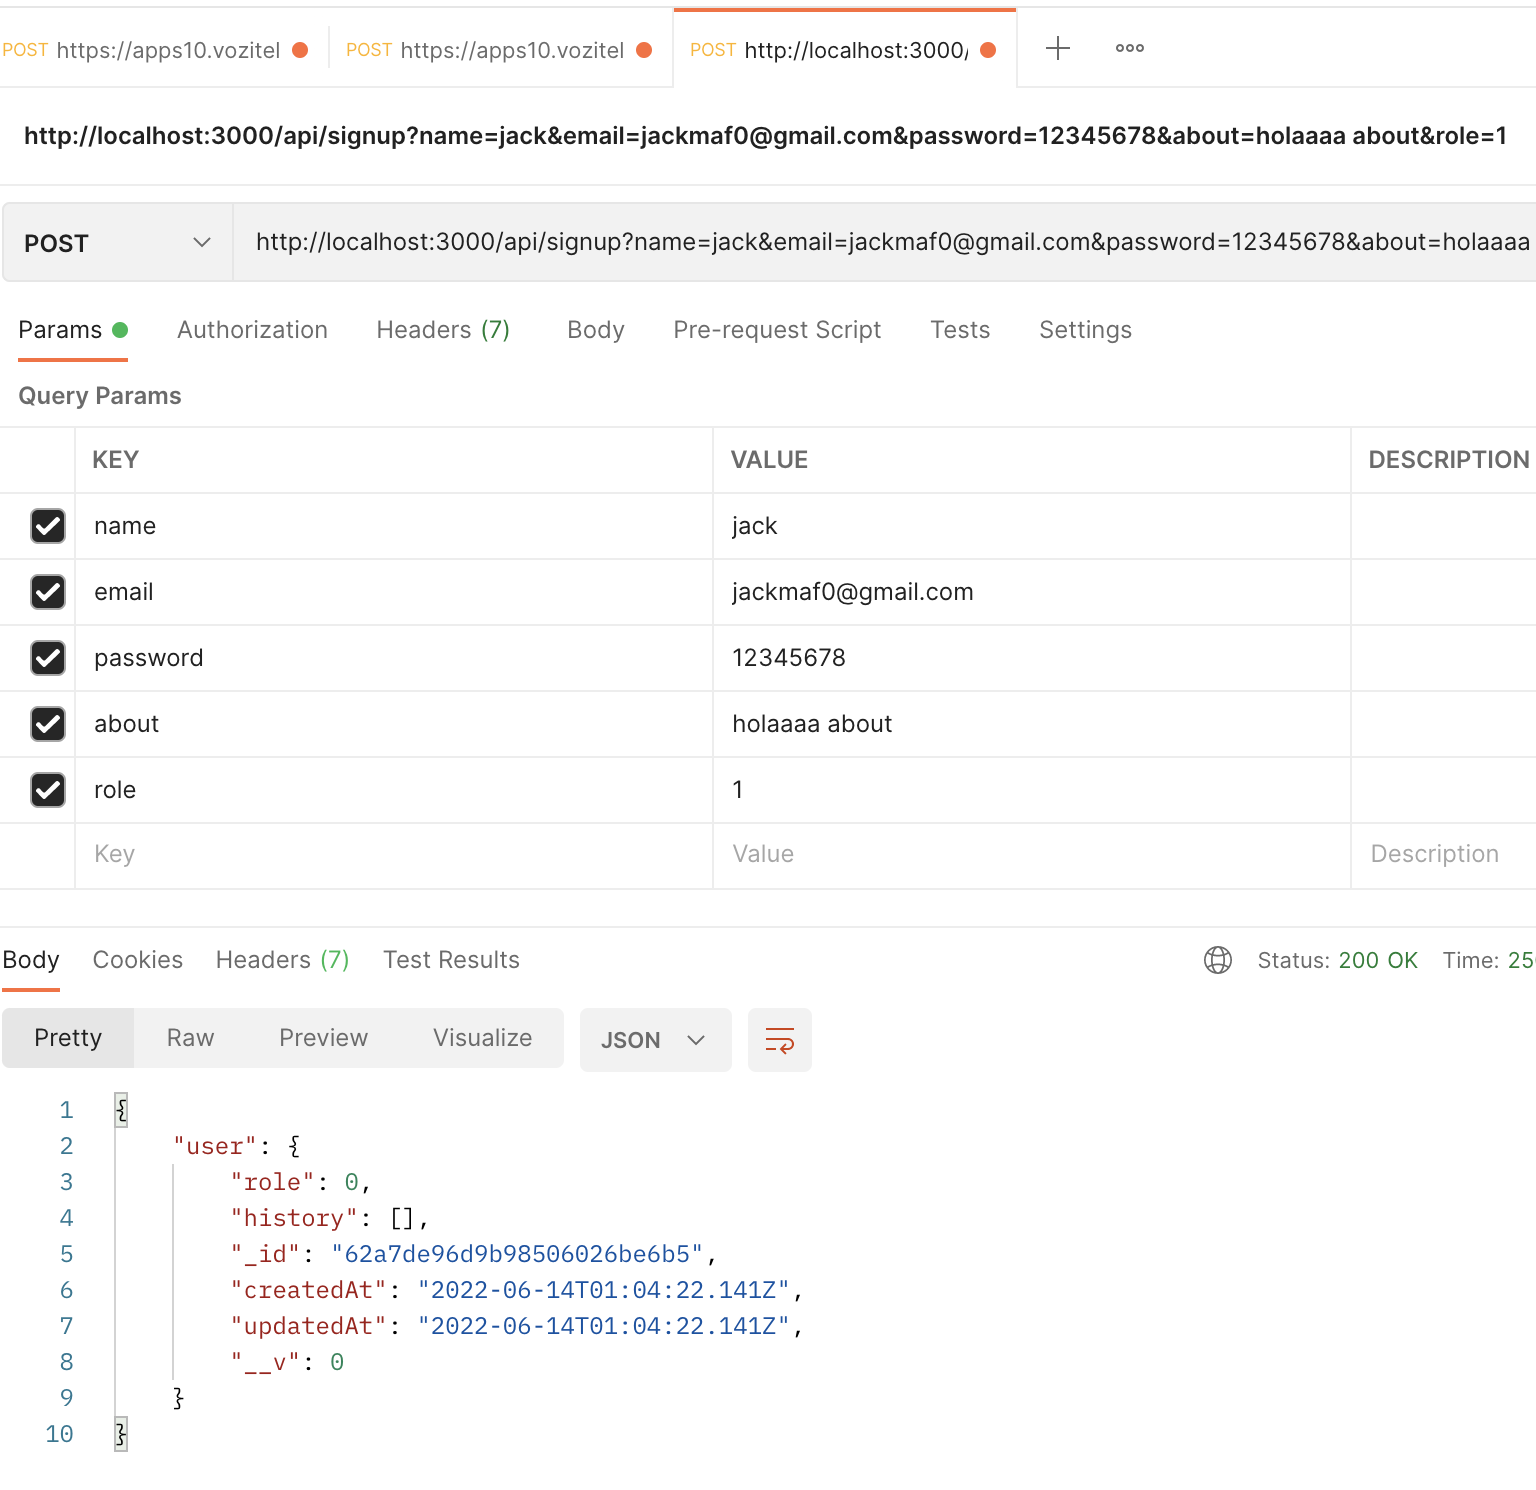 POST https://apps10.vozitel POST https://apps10.vozitel POST http://localhost:3000/
http://localhost:3000/api/signup?name=jack&email=jackmaf0@gmail.com&password=12345678&about=holaaaa about&role=1
POST http://localhost:3000/api/signup?name=jack&email=jackmaf0@gmail.com&password=12345678&about=holaaaa
Params Authorization Headers (7) Body Pre-request Script Tests Settings
Query Params
KEY VALUE DESCRIPTION
name jack
email jackmaf0@gmail.com
password 12345678
about holaaaa about
role 1
Key Value Description
Body Cookies Headers (7) Test Results Status: 200 OK Time: 25
Pretty Raw Preview Visualize JSON
1 {
2 "user": {
3 "role": 0,
4 "history": [],
5 "_id": "62a7de96d9b98506026be6b5",
6 "createdAt": "2022-06-14T01:04:22.141Z",
7 "updatedAt": "2022-06-14T01:04:22.141Z",
8 "__v": 0
9 }
10 }